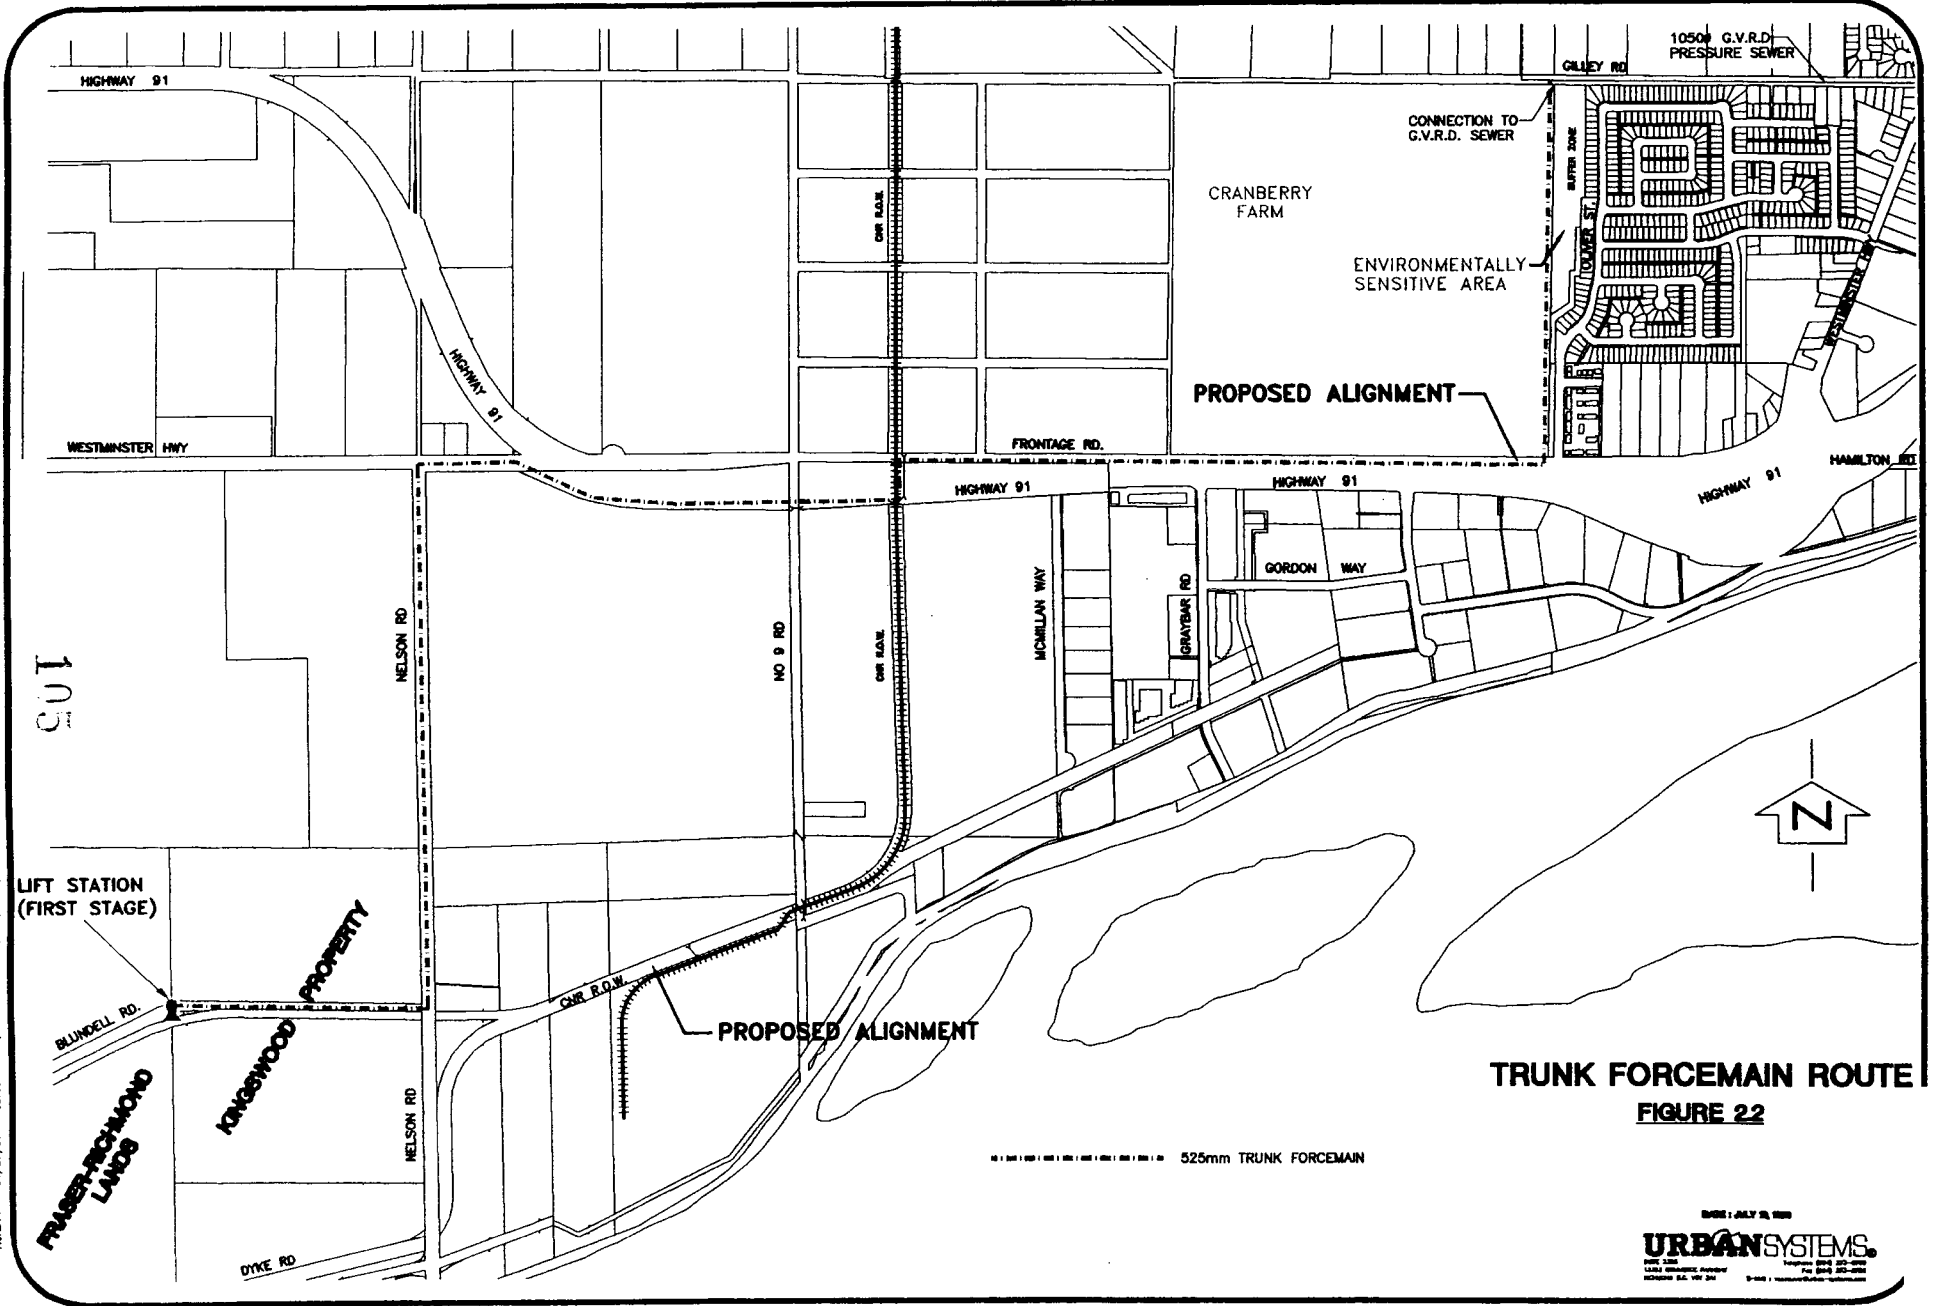 1050ø G.V.R.D
PRESSURE SEWER
GILLEY RD
HIGHWAY 91
CONNECTION TO
G.V.R.D. SEWER
BUFFER ZONE
CRANBERRY
FARM
CNR R.O.W.
OLIVER ST.
ENVIRONMENTALLY
SENSITIVE AREA
WESTMINSTER HWY
HIGHWAY 91
PROPOSED ALIGNMENT
WESTMINSTER HWY
FRONTAGE RD.
HAMILTON RD
HIGHWAY 91
HIGHWAY 91
HIGHWAY 91
GORDON WAY
NELSON RD
NO 9 RD
CNR R.O.W.
MCMILLAN WAY
GRAYBAR RD
105
N
LIFT STATION
(FIRST STAGE)
KINGSWOOD PROPERTY
BLUNDELL RD.
CNR R.O.W.
PROPOSED ALIGNMENT
FRASER-RICHMOND
LANDS
NELSON RD
DYKE RD
TRUNK FORCEMAIN ROUTE
FIGURE 2.2
525mm TRUNK FORCEMAIN
URBANSYSTEMS